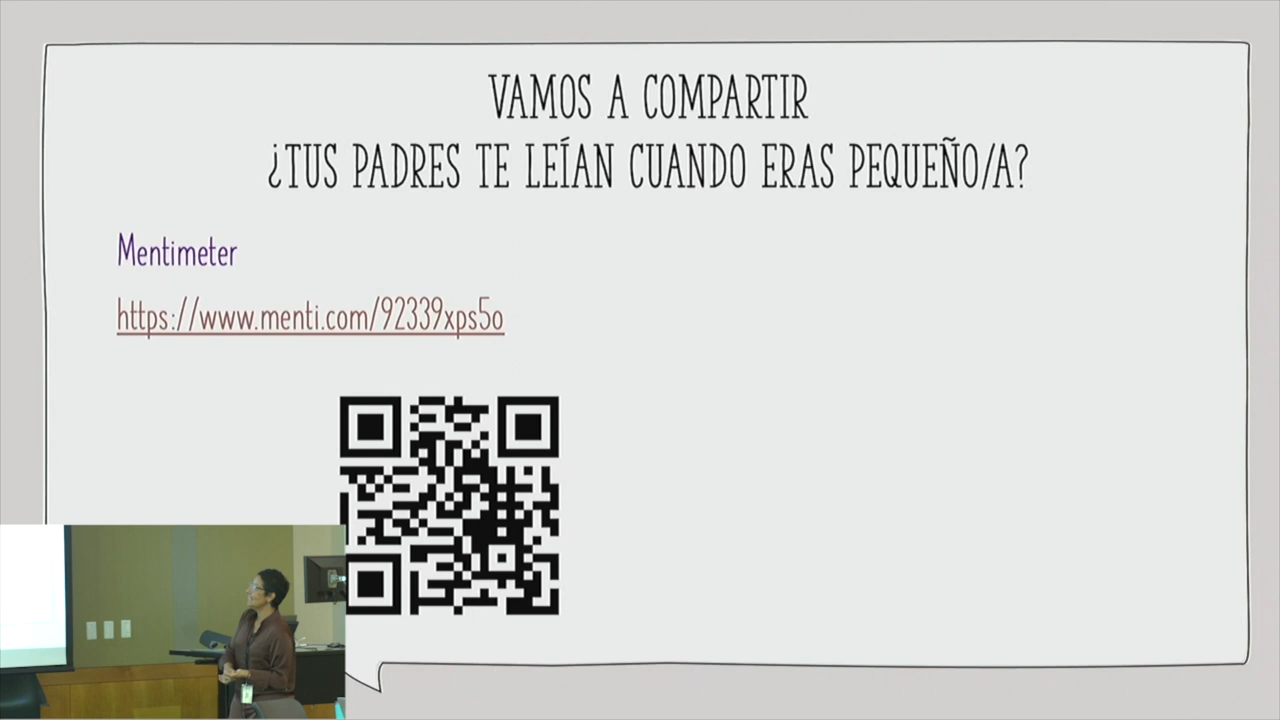 VAMOS A COMPARTIR
¿TUS PADRES TE LEÍAN CUANDO ERAS PEQUEÑO/A?
Mentimeter
https://www.menti.com/92339xps5o